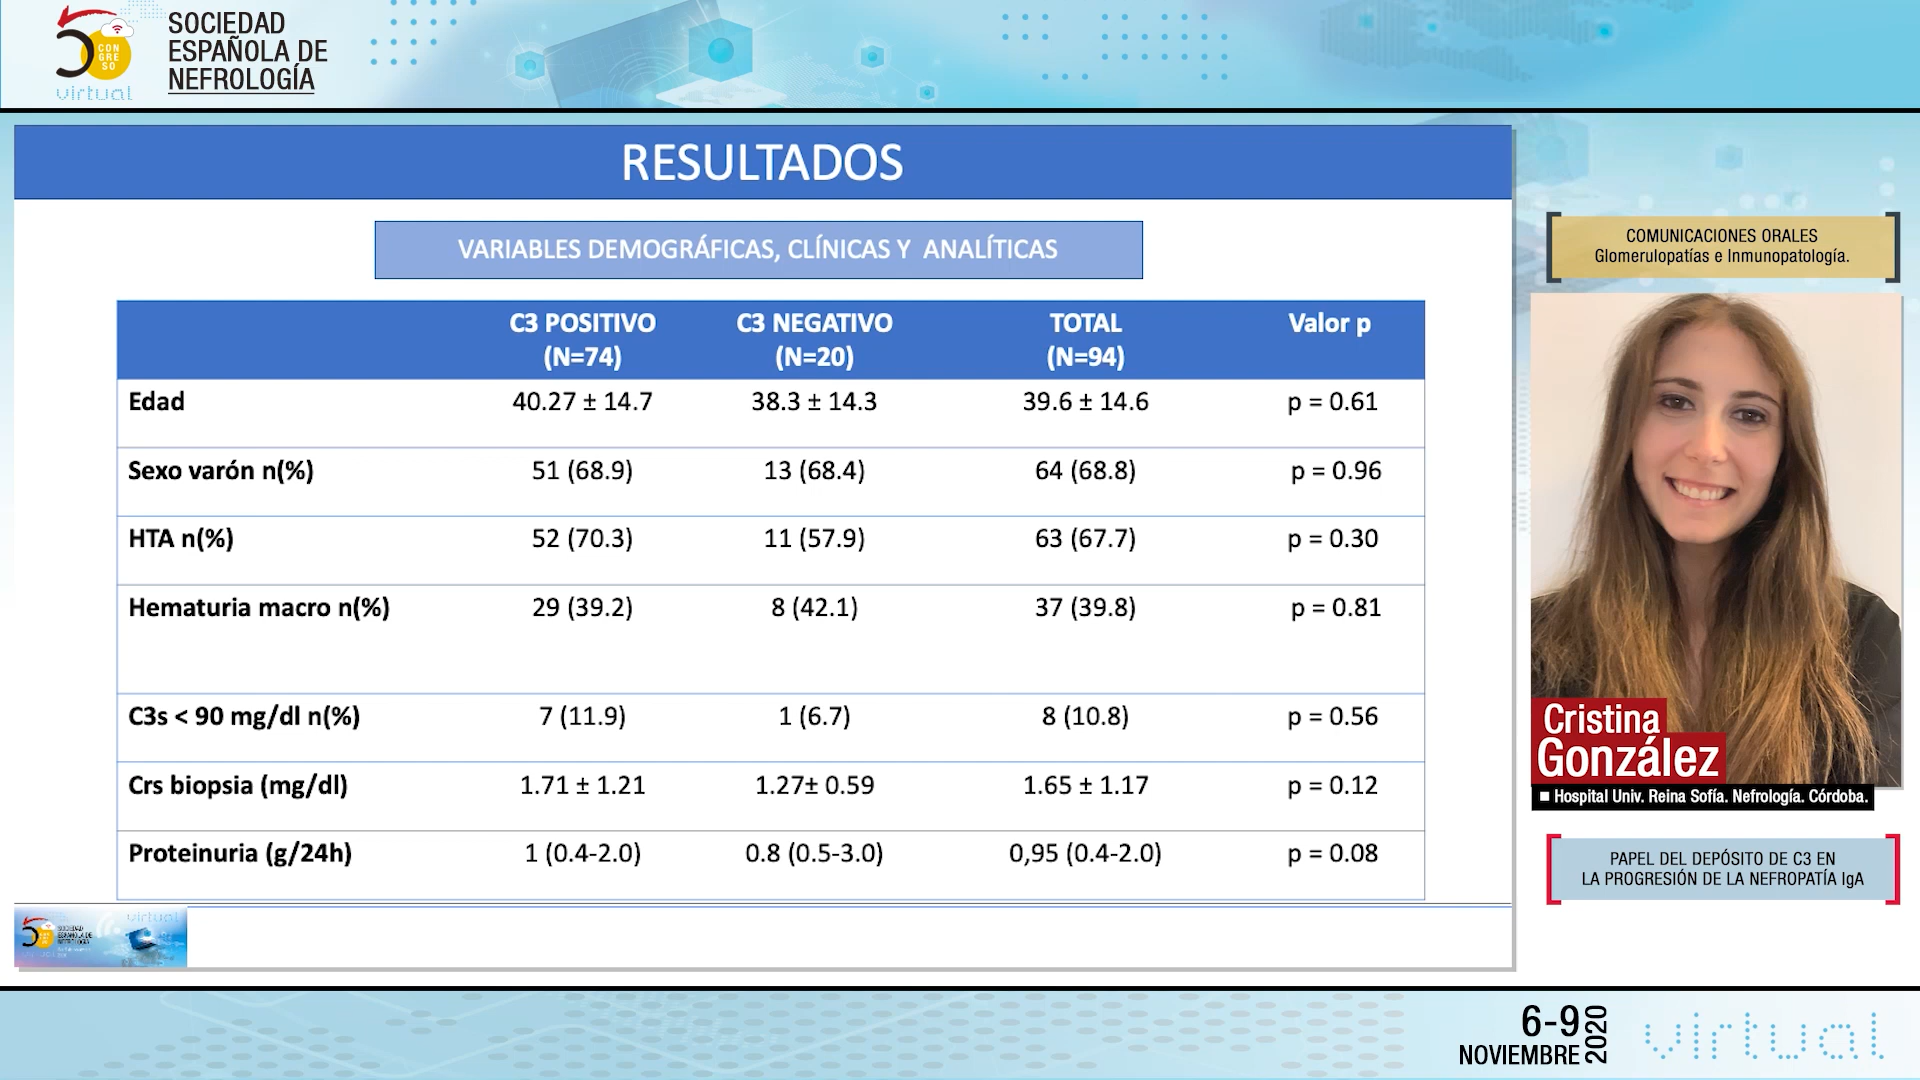 CON
GRE
SO
virtual
SOCIEDAD
ESPAÑOLA DE
NEFROLOGÍA
RESULTADOS
VARIABLES DEMOGRÁFICAS, CLÍNICAS Y ANALÍTICAS
C3 POSITIVO (N=74) C3 NEGATIVO (N=20) TOTAL (N=94) Valor p
Edad 40.27 ± 14.7 38.3 ± 14.3 39.6 ± 14.6 p = 0.61
Sexo varón n(%) 51 (68.9) 13 (68.4) 64 (68.8) p = 0.96
HTA n(%) 52 (70.3) 11 (57.9) 63 (67.7) p = 0.30
Hematuria macro n(%) 29 (39.2) 8 (42.1) 37 (39.8) p = 0.81
C3s < 90 mg/dl n(%) 7 (11.9) 1 (6.7) 8 (10.8) p = 0.56
Crs biopsia (mg/dl) 1.71 ± 1.21 1.27± 0.59 1.65 ± 1.17 p = 0.12
Proteinuria (g/24h) 1 (0.4-2.0) 0.8 (0.5-3.0) 0,95 (0.4-2.0) p = 0.08
virtual
SOCIEDAD
ESPAÑOLA DE
NEFROLOGÍA
COMUNICACIONES ORALES
Glomerulopatías e Inmunopatología.
Cristina
González
Hospital Univ. Reina Sofía. Nefrología. Córdoba.
PAPEL DEL DEPÓSITO DE C3 EN
LA PROGRESIÓN DE LA NEFROPATÍA IgA
6-9
NOVIEMBRE
2020
virtual